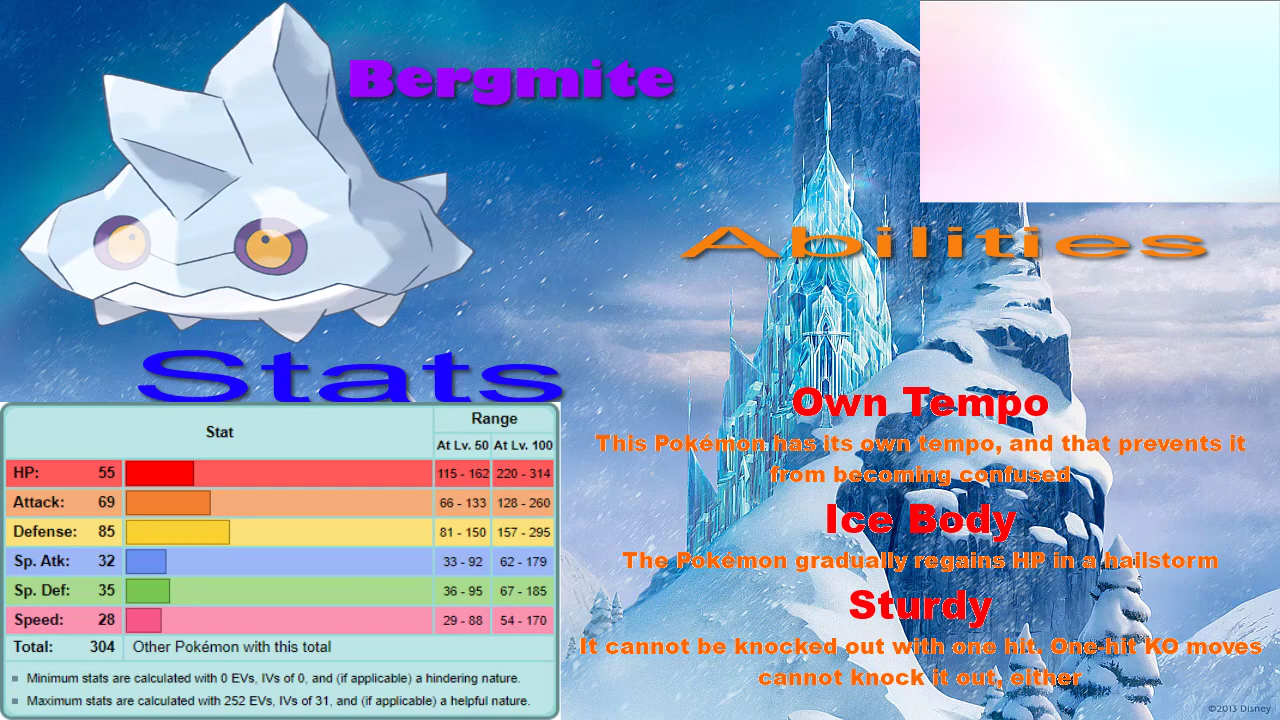 Bergmite
Abilities
Stats
Stat Range
At Lv. 50 At Lv. 100
HP: 55 115 - 162 220 - 314
Attack: 69 66 - 133 128 - 260
Defense: 85 81 - 150 157 - 295
Sp. Atk: 32 33 - 92 62 - 179
Sp. Def: 35 36 - 95 67 - 185
Speed: 28 29 - 88 54 - 170
Total: 304 Other Pokémon with this total
Minimum stats are calculated with 0 EVs, IVs of 0, and (if applicable) a hindering nature.
Maximum stats are calculated with 252 EVs, IVs of 31, and (if applicable) a helpful nature.
Own Tempo
This Pokémon has its own tempo, and that prevents it
from becoming confused
Ice Body
The Pokémon gradually regains HP in a hailstorm
Sturdy
It cannot be knocked out with one hit. One-hit KO moves
cannot knock it out, either
©2013 Disney